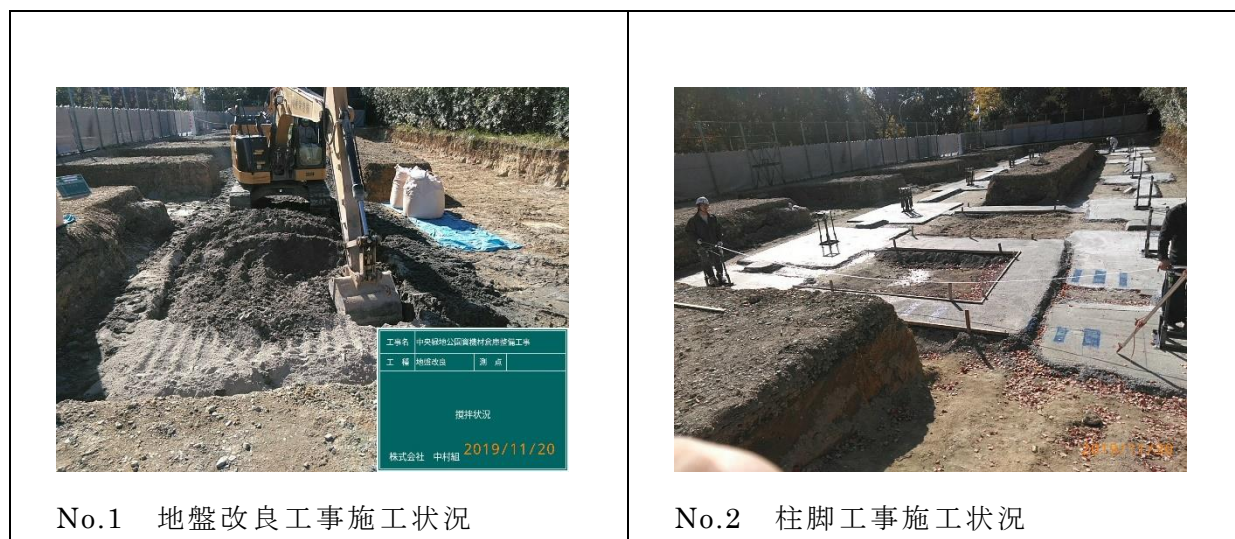 工事名 中央緑地公園資機材倉庫整備工事
工 種 地盤改良 測 点
攪拌状況
株式会社 中村組 2019/11/20
No.1 地盤改良工事施工状況
No.2 柱脚工事施工状況